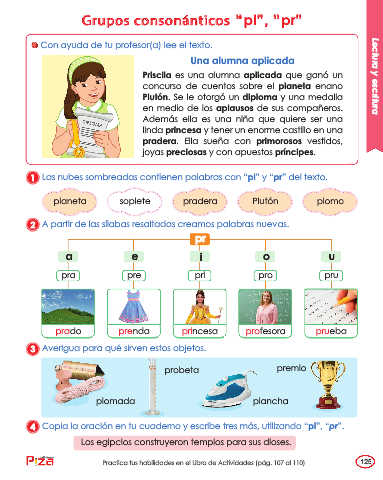 Grupos consonánticos "pl", "pr"
Con ayuda de tu profesor(a) lee el texto.
Una alumna aplicada
Priscila es una alumna aplicada que ganó un
concurso de cuentos sobre el planeta enano
Plutón. Se le otorgó un diploma y una medalla
en medio de los aplausos de sus compañeros.
Además ella es una niña que quiere ser una
linda princesa y tener un enorme castillo en una
pradera. Ella sueña con primorosos vestidos,
joyas preciosas y con apuestos príncipes.
Lectura y escritura
1 Las nubes sombreadas contienen palabras con "pl" y "pr" del texto.
planeta soplete pradera Plutón plomo
2 A partir de las sílabas resaltadas creamos palabras nuevas.
pr
a e i o u
pra pre pri pro pru
prado prenda princesa profesora prueba
3 Averigua para qué sirven estos objetos.
probeta premio
plomada plancha
4 Copia la oración en tu cuaderno y escribe tres más, utilizando "pl", "pr".
Los egipcios construyeron templos para sus dioses.
Piza Practica tus habilidades en el Libro de Actividades (pág. 107 al 110) 125